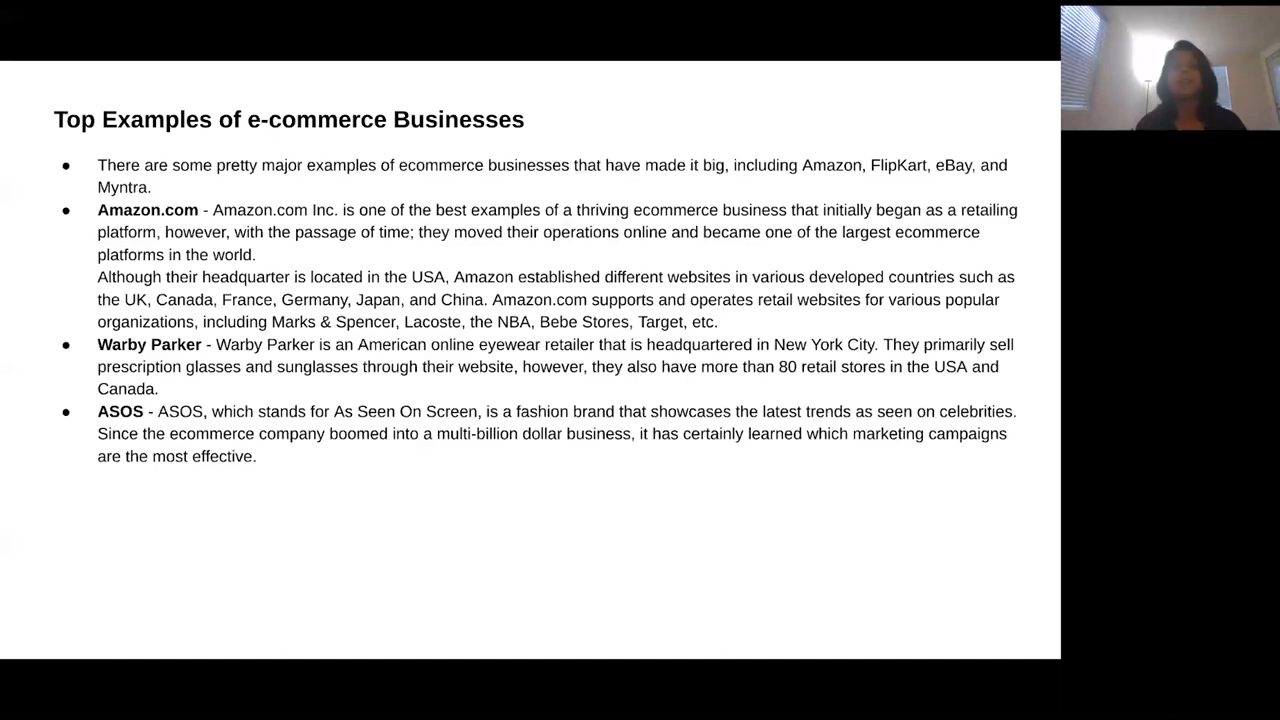 Top Examples of e-commerce Businesses
● There are some pretty major examples of ecommerce businesses that have made it big, including Amazon, FlipKart, eBay, and
Myntra.
● Amazon.com - Amazon.com Inc. is one of the best examples of a thriving ecommerce business that initially began as a retailing
platform, however, with the passage of time; they moved their operations online and became one of the largest ecommerce
platforms in the world.
Although their headquarter is located in the USA, Amazon established different websites in various developed countries such as
the UK, Canada, France, Germany, Japan, and China. Amazon.com supports and operates retail websites for various popular
organizations, including Marks & Spencer, Lacoste, the NBA, Bebe Stores, Target, etc.
● Warby Parker - Warby Parker is an American online eyewear retailer that is headquartered in New York City. They primarily sell
prescription glasses and sunglasses through their website, however, they also have more than 80 retail stores in the USA and
Canada.
● ASOS - ASOS, which stands for As Seen On Screen, is a fashion brand that showcases the latest trends as seen on celebrities.
Since the ecommerce company boomed into a multi-billion dollar business, it has certainly learned which marketing campaigns
are the most effective.